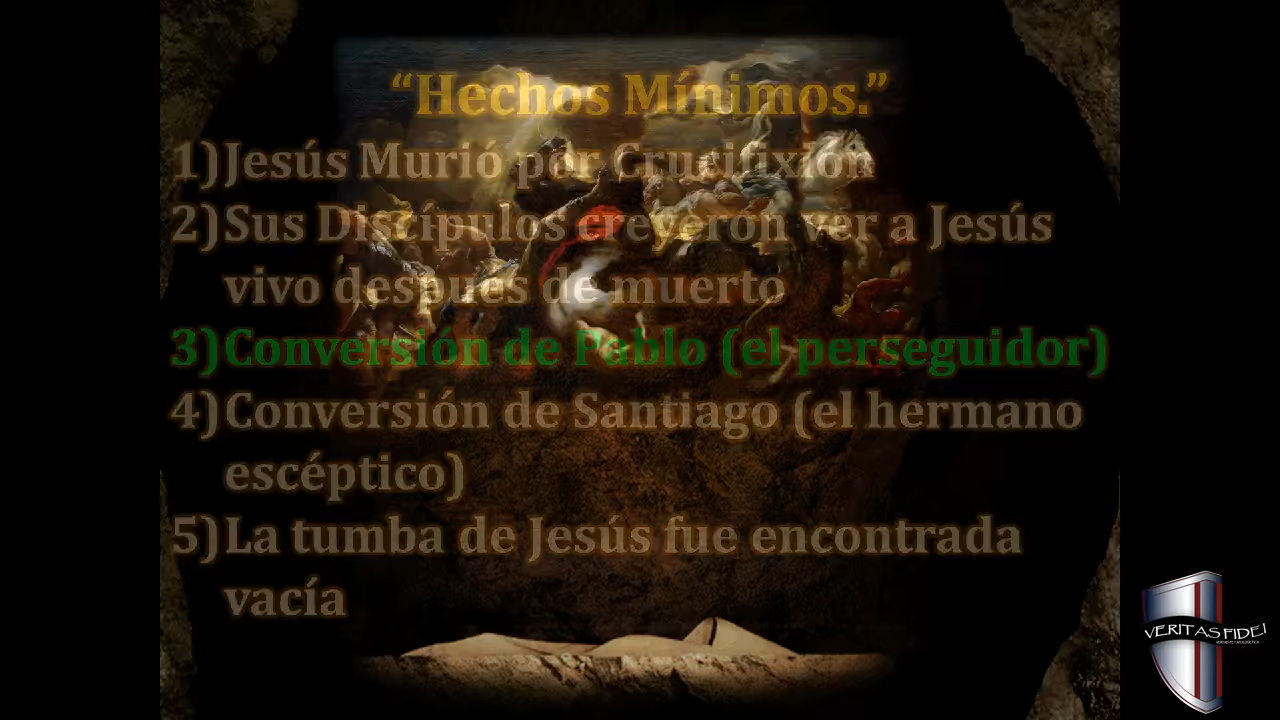 “Hechos Mínimos.”
1)Jesús Murió por Crucifixión
2)Sus Discípulos creyeron ver a Jesús
vivo despues de muerto
3)Conversión de Pablo (el perseguidor)
4)Conversión de Santiago (el hermano
escéptico)
5)La tumba de Jesús fue encontrada
vacía
VERITAS FIDEI